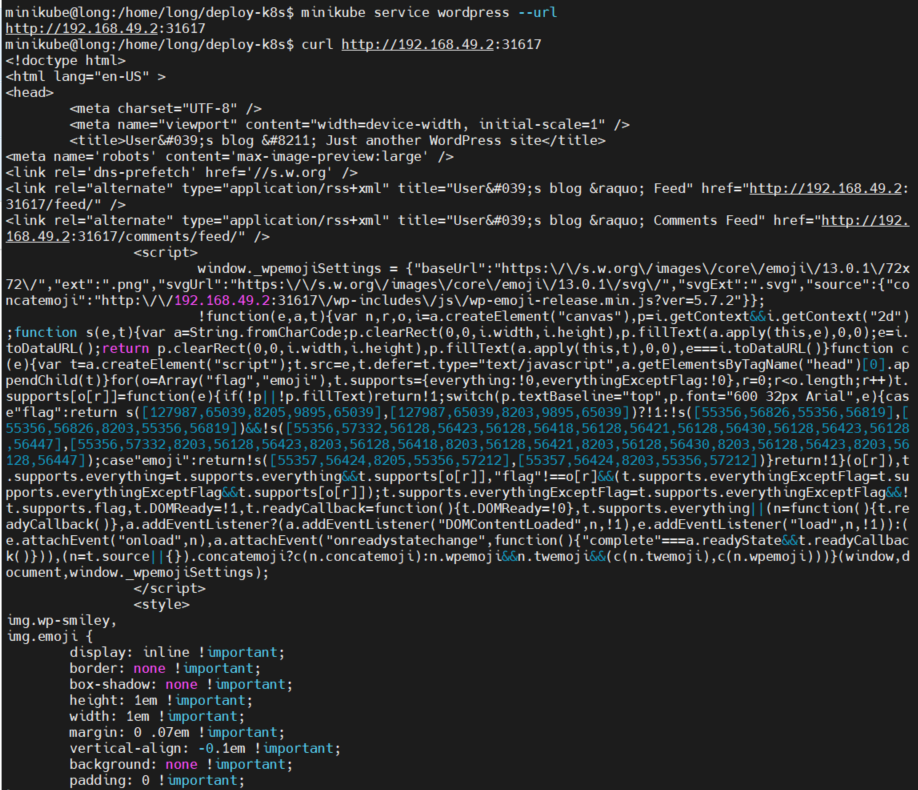 minikube@long:/home/long/deploy-k8s$ minikube service wordpress --url
http://192.168.49.2:31617
minikube@long:/home/long/deploy-k8s$ curl http://192.168.49.2:31617
<!doctype html>
<html lang="en-US" >
<head>
        <meta charset="UTF-8" />
        <meta name="viewport" content="width=device-width, initial-scale=1" />
        <title>User&#039;s blog &#8211; Just another WordPress site</title>
<meta name='robots' content='max-image-preview:large' />
<link rel='dns-prefetch' href='//s.w.org' />
<link rel="alternate" type="application/rss+xml" title="User&#039;s blog &raquo; Feed" href="http://192.168.49.2:
31617/feed/" />
<link rel="alternate" type="application/rss+xml" title="User&#039;s blog &raquo; Comments Feed" href="http://192.
168.49.2:31617/comments/feed/" />
                <script>
                        window._wpemojiSettings = {"baseUrl":"https:\/\/s.w.org\/images\/core\/emoji\/13.0.1\/72x
72\/","ext":".png","svgUrl":"https:\/\/s.w.org\/images\/core\/emoji\/13.0.1\/svg\/","svgExt":".svg","source":{"co
ncatemoji":"http:\/\/192.168.49.2:31617\/wp-includes\/js\/wp-emoji-release.min.js?ver=5.7.2"}};
                        !function(e,a,t){var n,r,o,i=a.createElement("canvas"),p=i.getContext&&i.getContext("2d")
;function s(e,t){var a=String.fromCharCode;p.clearRect(0,0,i.width,i.height),p.fillText(a.apply(this,e),0,0);e=i.
toDataURL();return p.clearRect(0,0,i.width,i.height),p.fillText(a.apply(this,t),0,0),e===i.toDataURL()}function c
(e){var t=a.createElement("script");t.src=e,t.defer=t.type="text/javascript",a.getElementsByTagName("head")[0].ap
pendChild(t)}for(o=Array("flag","emoji"),t.supports={everything:!0,everythingExceptFlag:!0},r=0;r<o.length;r++)t.
supports[o[r]]=function(e){if(!p||!p.fillText)return!1;switch(p.textBaseline="top",p.font="600 32px Arial",e){cas
e"flag":return s([127987,65039,8205,9895,65039],[127987,65039,8203,9895,65039])?!1:!s([55356,56826,55356,56819],[
55356,56826,8203,55356,56819])&&!s([55356,57332,56128,56423,56128,56418,56128,56421,56128,56430,56128,56423,56128
,56447],[55356,57332,8203,56128,56423,8203,56128,56418,8203,56128,56421,8203,56128,56430,8203,56128,56423,8203,56
128,56447]);case"emoji":return!s([55357,56424,8205,55356,57212],[55357,56424,8203,55356,57212])}return!1}(o[r]),t
.supports.everything=t.supports.everything&&t.supports[o[r]],"flag"!==o[r]&&(t.supports.everythingExceptFlag=t.su
pports.everythingExceptFlag&&t.supports[o[r]]);t.supports.everythingExceptFlag=t.supports.everythingExceptFlag&&!
t.supports.flag,t.DOMReady=!1,t.readyCallback=function(){t.DOMReady=!0},t.supports.everything||(n=function(){t.re
adyCallback()},a.addEventListener?(a.addEventListener("DOMContentLoaded",n,!1),e.addEventListener("load",n,!1)):(
e.attachEvent("onload",n),a.attachEvent("onreadystatechange",function(){"complete"===a.readyState&&t.readyCallbac
k()})),(n=t.source||{}).concatemoji?c(n.concatemoji):n.wpemoji&&n.twemoji&&(c(n.twemoji),c(n.wpemoji)))}(window,d
ocument,window._wpemojiSettings);
                </script>
                <style>
img.wp-smiley,
img.emoji {
        display: inline !important;
        border: none !important;
        box-shadow: none !important;
        height: 1em !important;
        width: 1em !important;
        margin: 0 .07em !important;
        vertical-align: -0.1em !important;
        background: none !important;
        padding: 0 !important;